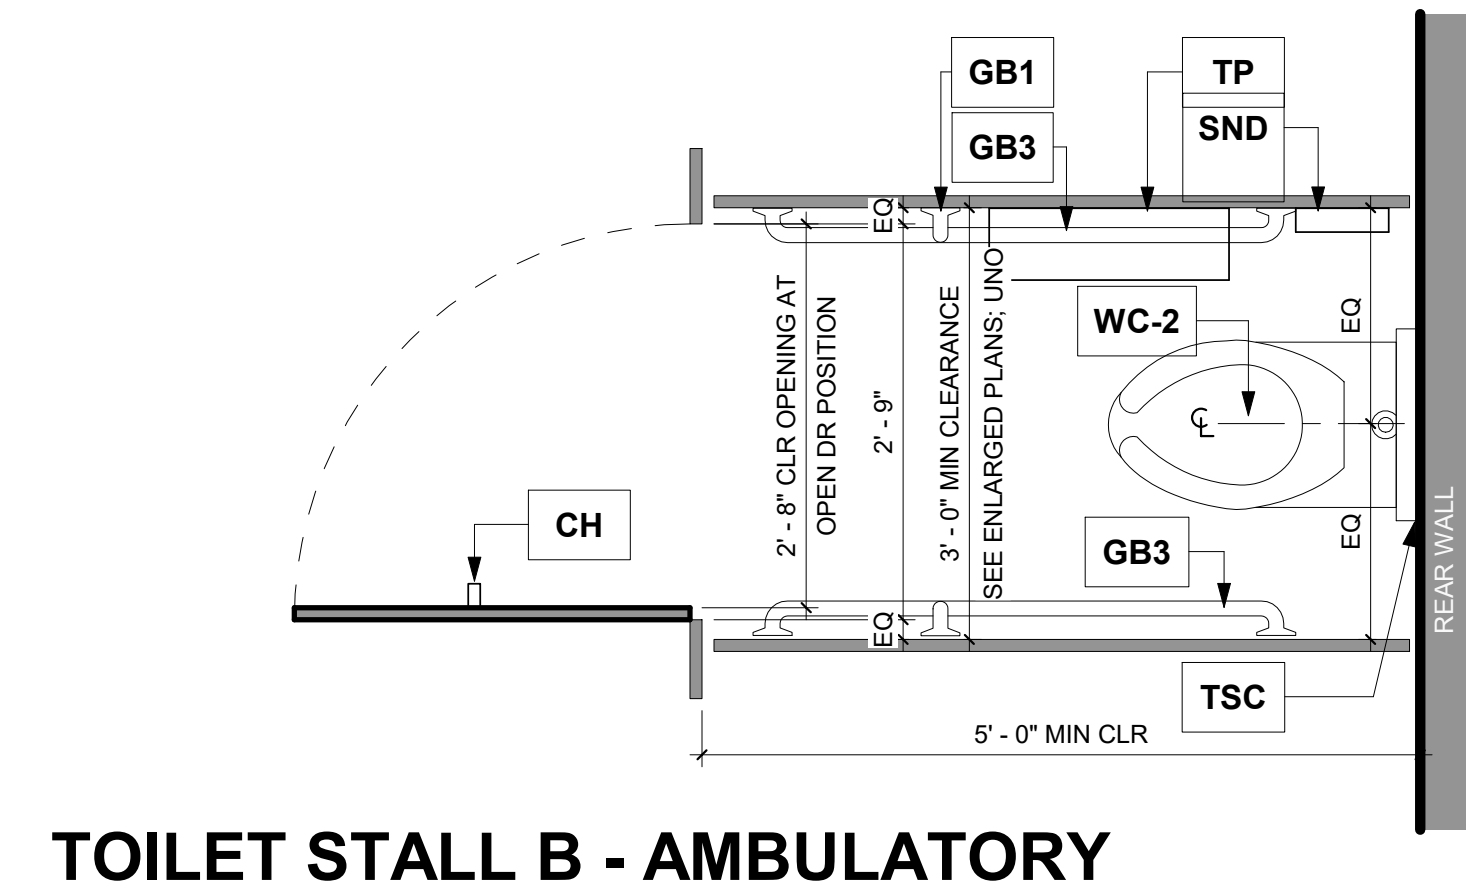 GB1
TP
GB3
SND
EQ
2' - 8" CLR OPENING AT
OPEN DR POSITION
2' - 9"
3' - 0" MIN CLEARANCE
SEE ENLARGED PLANS; UNO
WC-2
EQ
℄
CH
GB3
EQ
EQ
REAR WALL
TSC
5' - 0" MIN CLR
TOILET STALL B - AMBULATORY